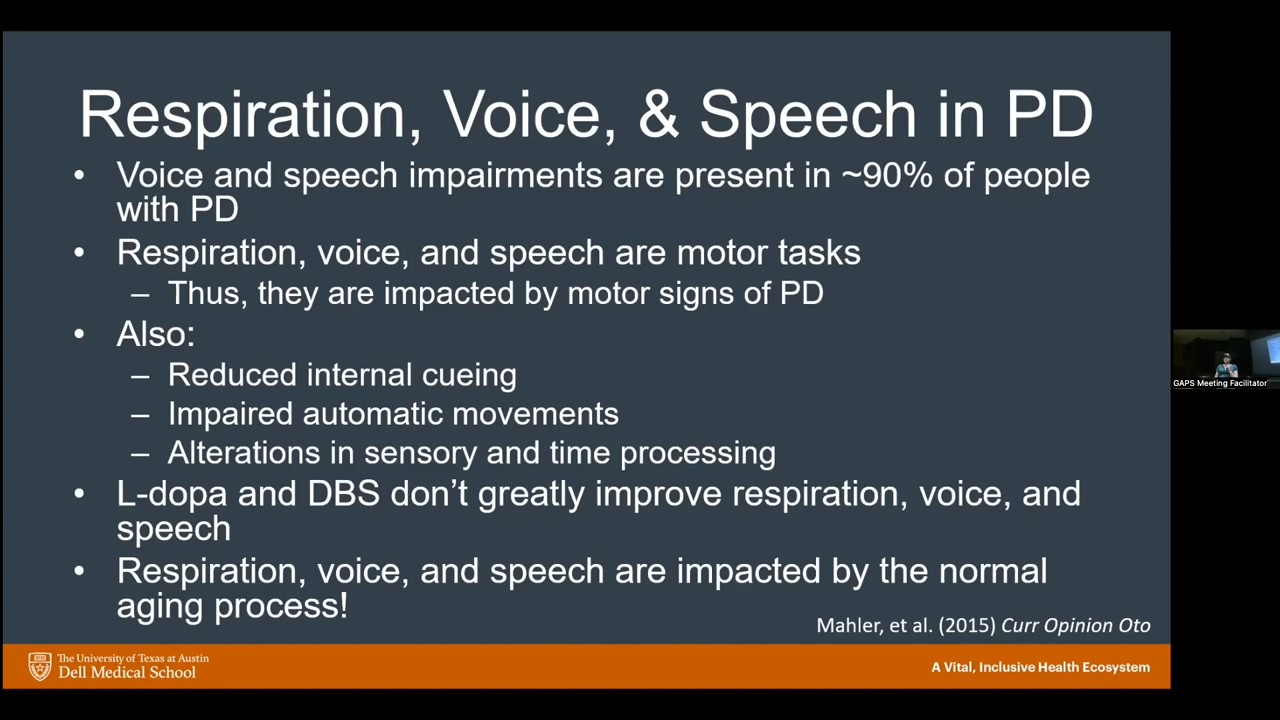 Respiration, Voice, & Speech in PD
• Voice and speech impairments are present in ~90% of people
with PD
• Respiration, voice, and speech are motor tasks
– Thus, they are impacted by motor signs of PD
• Also:
– Reduced internal cueing
– Impaired automatic movements
– Alterations in sensory and time processing
• L-dopa and DBS don’t greatly improve respiration, voice, and
speech
• Respiration, voice, and speech are impacted by the normal
aging process!
Mahler, et al. (2015) Curr Opinion Oto
The University of Texas at Austin
Dell Medical School
A Vital, Inclusive Health Ecosystem
GAPS Meeting Facilitator